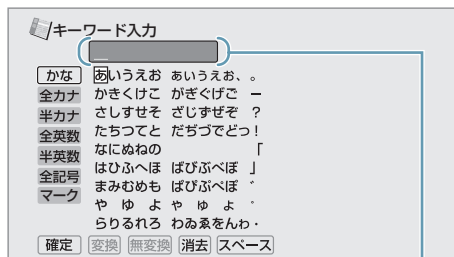 キーワード入力
かな
全カナ
半カナ
全英数
半英数
全記号
マーク
あいうえお ぁぃぅぇぉ、。
かきくけこ がぎぐげご ー
さしすせそ ざじずぜぞ ?
たちつてと だぢづでどっ!
なにぬねの 「
はひふへほ ばびぶべぼ 」
まみむめも ぱぴぷぺぽ ゛
や ゆ よ ゃ ゅ ょ ゜
らりるれろ わゐゑをんゎ・
確定 変換 無変換 消去 スペース